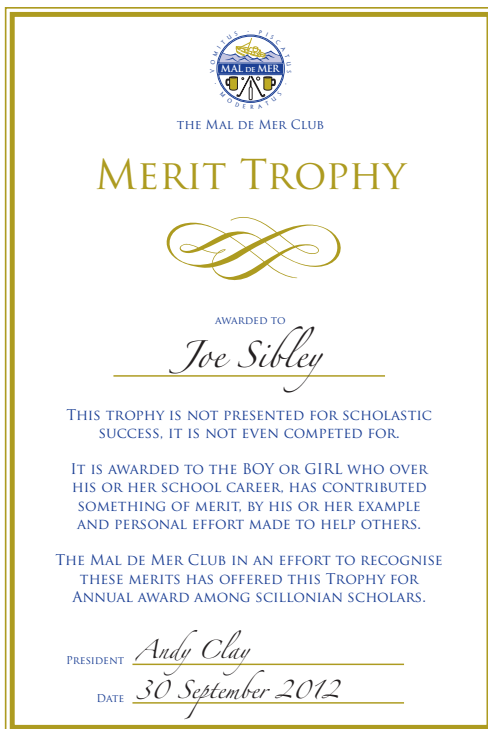 VOMITUS · PISCATUS
MAL DE MER
MODERATUS
THE MAL DE MER CLUB
MERIT TROPHY
AWARDED TO
Joe Sibley
THIS TROPHY IS NOT PRESENTED FOR SCHOLASTIC
SUCCESS, IT IS NOT EVEN COMPETED FOR.
IT IS AWARDED TO THE BOY OR GIRL WHO OVER
HIS OR HER SCHOOL CAREER, HAS CONTRIBUTED
SOMETHING OF MERIT, BY HIS OR HER EXAMPLE
AND PERSONAL EFFORT MADE TO HELP OTHERS.
THE MAL DE MER CLUB IN AN EFFORT TO RECOGNISE
THESE MERITS HAS OFFERED THIS TROPHY FOR
ANNUAL AWARD AMONG SCILLONIAN SCHOLARS.
PRESIDENT Andy Clay
DATE 30 September 2012